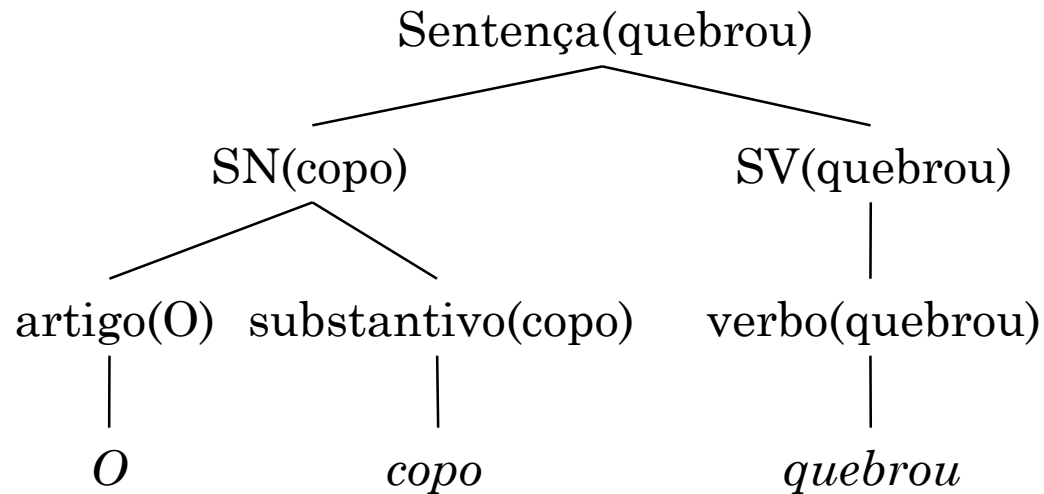 Sentença(quebrou)
SN(copo) SV(quebrou)
artigo(O) substantivo(copo) verbo(quebrou)
O copo quebrou